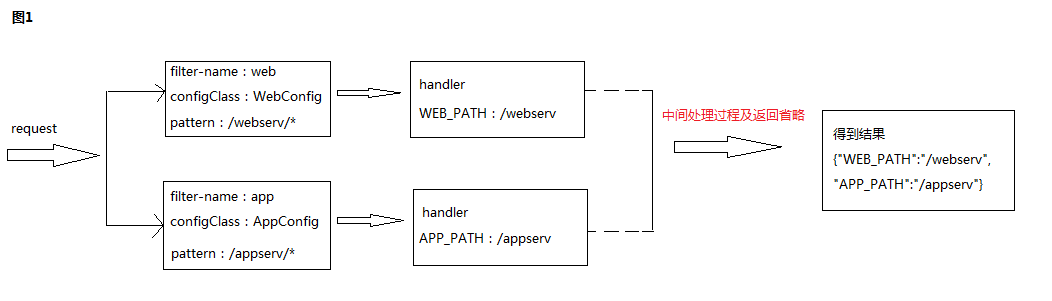 图1
request
filter-name：web
configClass：WebConfig
pattern：/webserv/*
handler
WEB_PATH：/webserv
filter-name：app
configClass：AppConfig
pattern：/appserv/*
handler
APP_PATH：/appserv
中间处理过程及返回省略
得到结果
{"WEB_PATH":"/webserv",
"APP_PATH":"/appserv"}